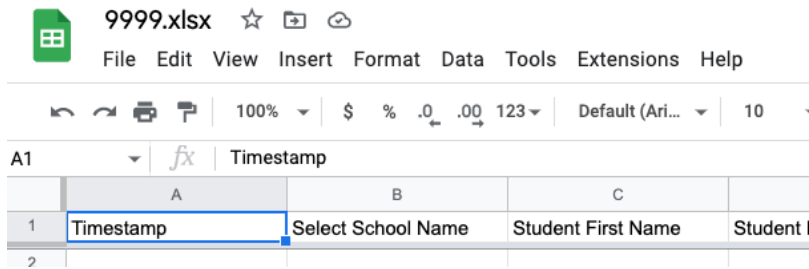 9999.xlsx
File Edit View Insert Format Data Tools Extensions Help
100% $ % .0 .00 123 Default (Ari... 10
A1 fx Timestamp
A B C
1 Timestamp Select School Name Student First Name Student
2